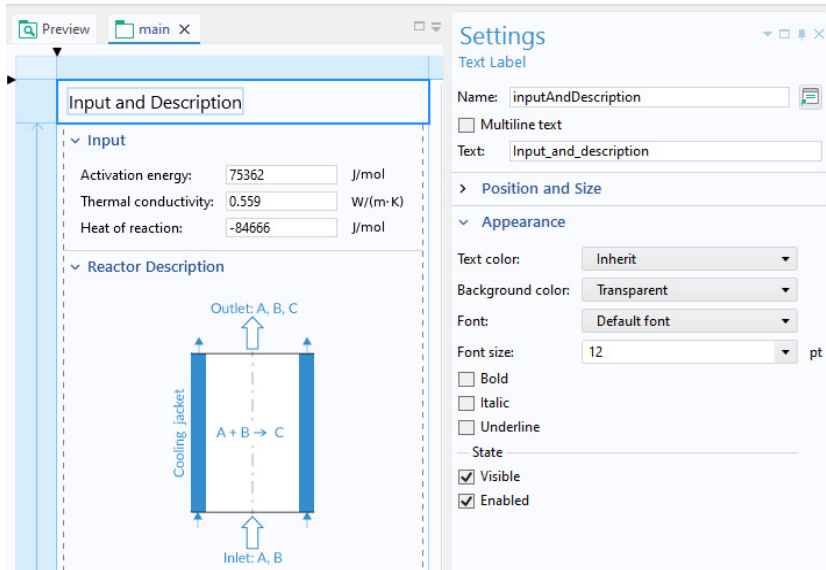 Preview
main
Input and Description
Input
Activation energy: 75362 J/mol
Thermal conductivity: 0.559 W/(m·K)
Heat of reaction: -84666 J/mol
Reactor Description
Outlet: A, B, C
Cooling jacket
A + B → C
Inlet: A, B
Settings
Text Label
Name: inputAndDescription
Multiline text
Text: Input_and_description
Position and Size
Appearance
Text color: Inherit
Background color: Transparent
Font: Default font
Font size: 12 pt
Bold
Italic
Underline
State
Visible
Enabled